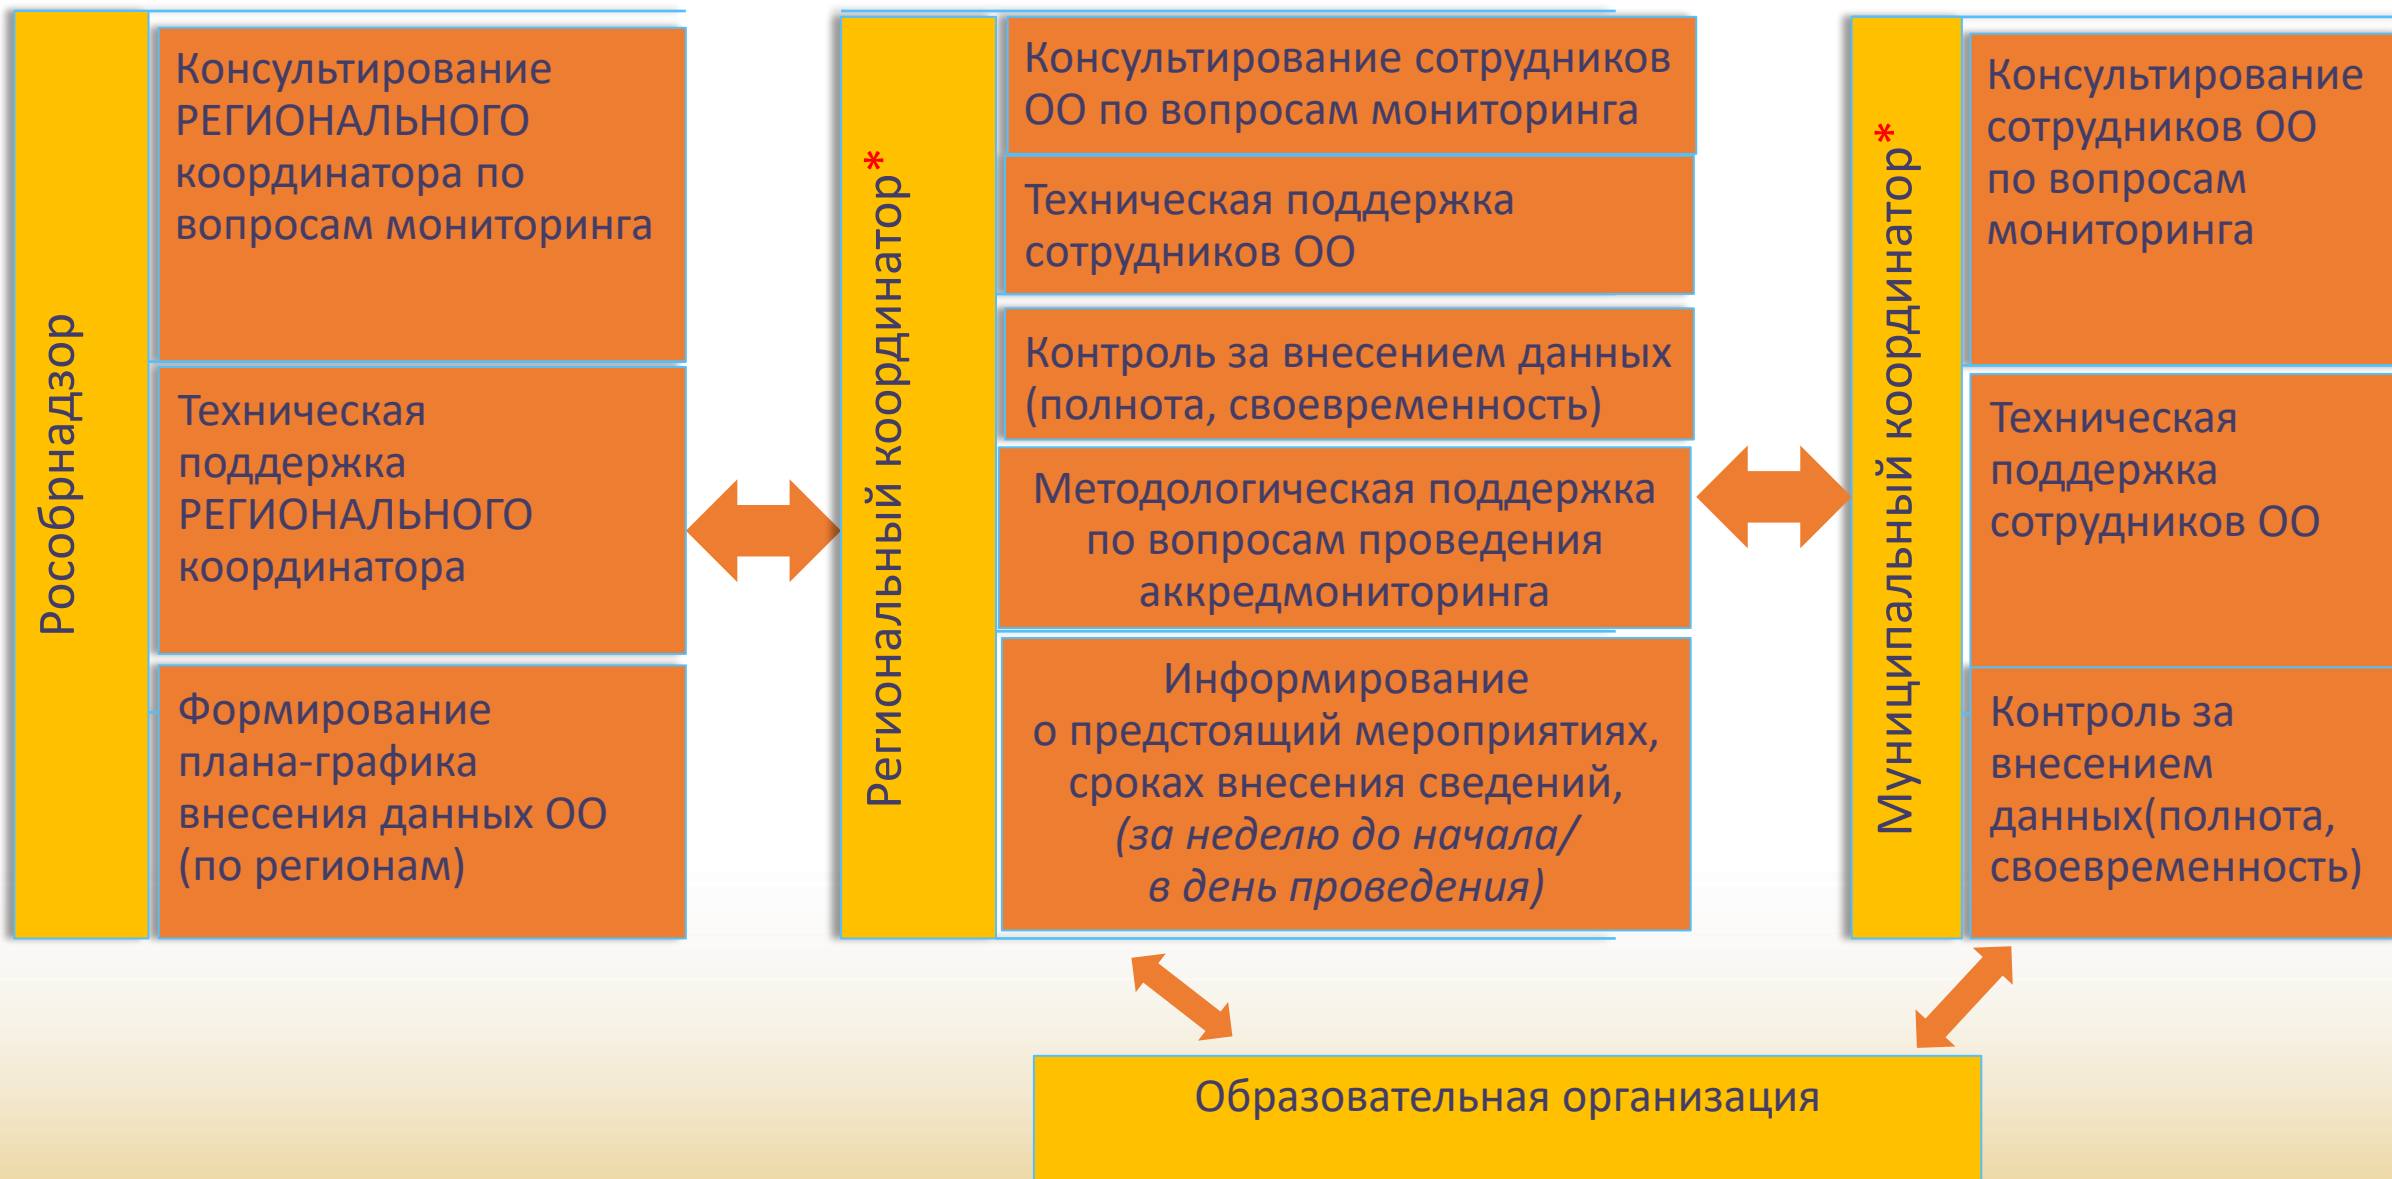 Рособрнадзор
Консультирование
РЕГИОНАЛЬНОГО
координатора по
вопросам мониторинга
Техническая
поддержка
РЕГИОНАЛЬНОГО
координатора
Формирование
плана-графика
внесения данных ОО
(по регионам)
Региональный координатор*
Консультирование сотрудников
ОО по вопросам мониторинга
Техническая поддержка
сотрудников ОО
Контроль за внесением данных
(полнота, своевременность)
Методологическая поддержка
по вопросам проведения
аккредмониторинга
Информирование
о предстоящий мероприятиях,
сроках внесения сведений,
(за неделю до начала/
в день проведения)
Муниципальный координатор*
Консультирование
сотрудников ОО
по вопросам
мониторинга
Техническая
поддержка
сотрудников ОО
Контроль за
внесением
данных(полнота,
своевременность)
Образовательная организация